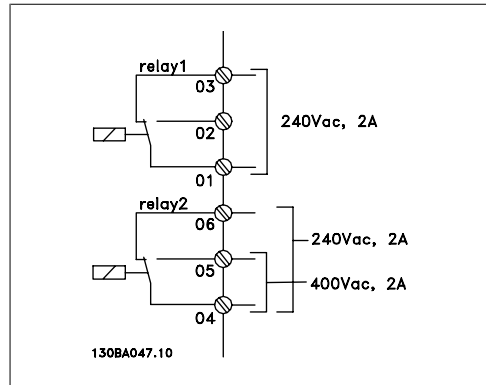 relay1
03
02
01
240Vac, 2A
relay2
06
05
04
240Vac, 2A
400Vac, 2A
130BA047.10